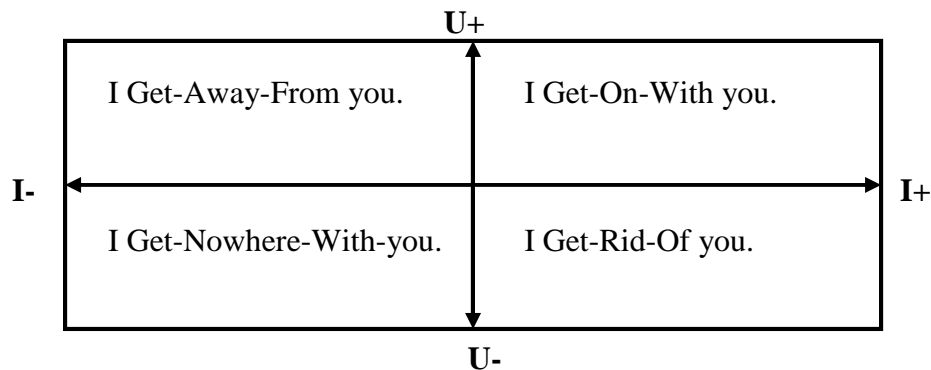 U+
I Get-Away-From you.
I Get-On-With you.
I-
I+
I Get-Nowhere-With-you.
I Get-Rid-Of you.
U-